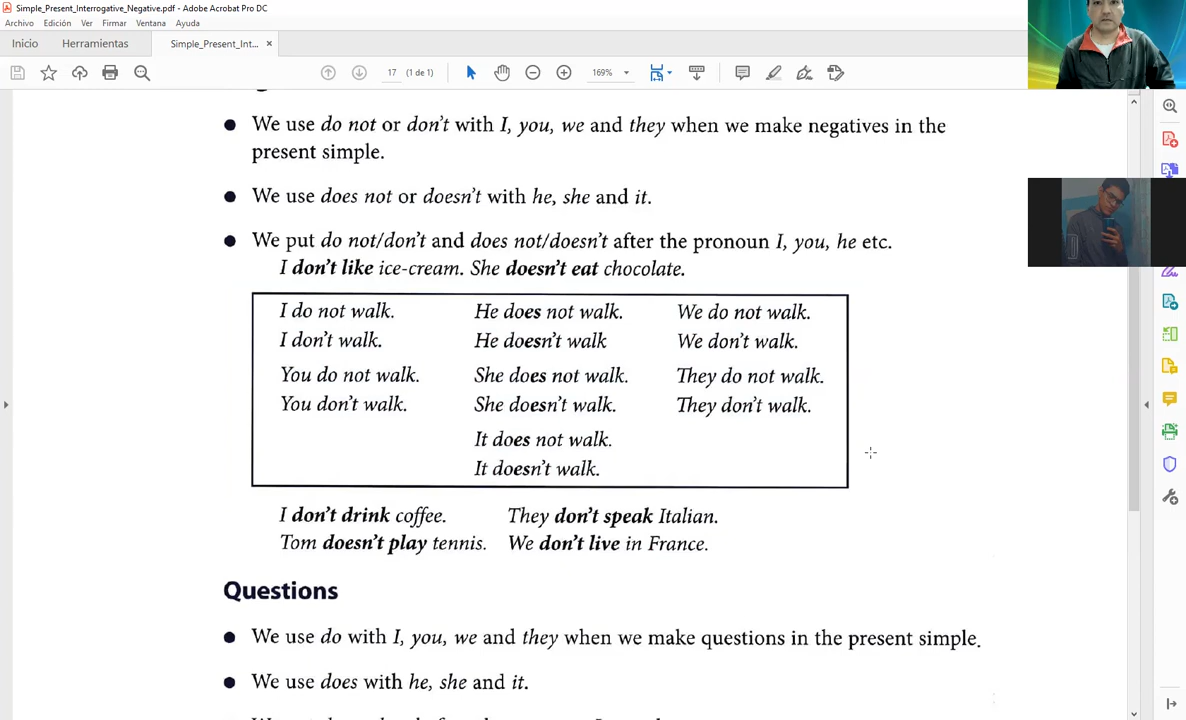 Simple_Present_Interrogative_Negative.pdf - Adobe Acrobat Pro DC
Archivo Edición Ver Firmar Ventana Ayuda
Inicio Herramientas Simple_Present_Int... ×
17 (1 de 1) 169%
● We use do not or don't with I, you, we and they when we make negatives in the
present simple.
● We use does not or doesn't with he, she and it.
● We put do not/don't and does not/doesn't after the pronoun I, you, he etc.
I don't like ice-cream. She doesn't eat chocolate.
I do not walk. He does not walk. We do not walk.
I don't walk. He doesn't walk We don't walk.
You do not walk. She does not walk. They do not walk.
You don't walk. She doesn't walk. They don't walk.
It does not walk.
It doesn't walk.
I don't drink coffee. They don't speak Italian.
Tom doesn't play tennis. We don't live in France.
Questions
● We use do with I, you, we and they when we make questions in the present simple.
● We use does with he, she and it.